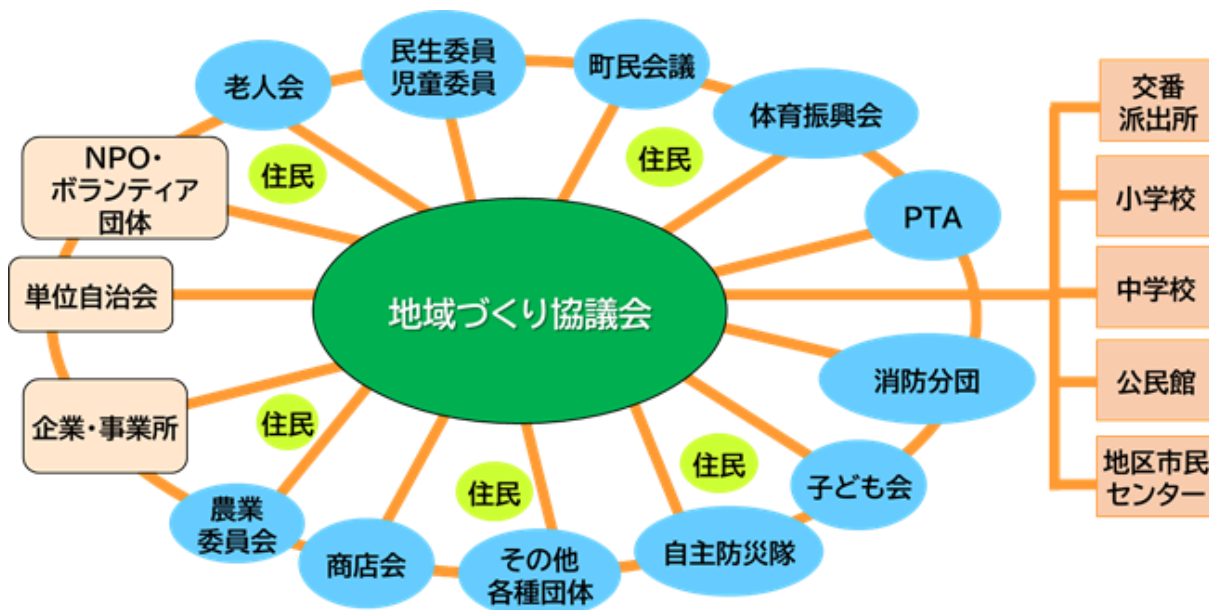 民生委員
児童委員
町民会議
老人会
体育振興会
交番
派出所
NPO・
ボランティア
団体
住民
住民
小学校
PTA
単位自治会
地域づくり協議会
中学校
消防分団
公民館
企業・事業所
住民
住民
住民
子ども会
地区市民
センター
農業
委員会
商店会
その他
各種団体
自主防災隊